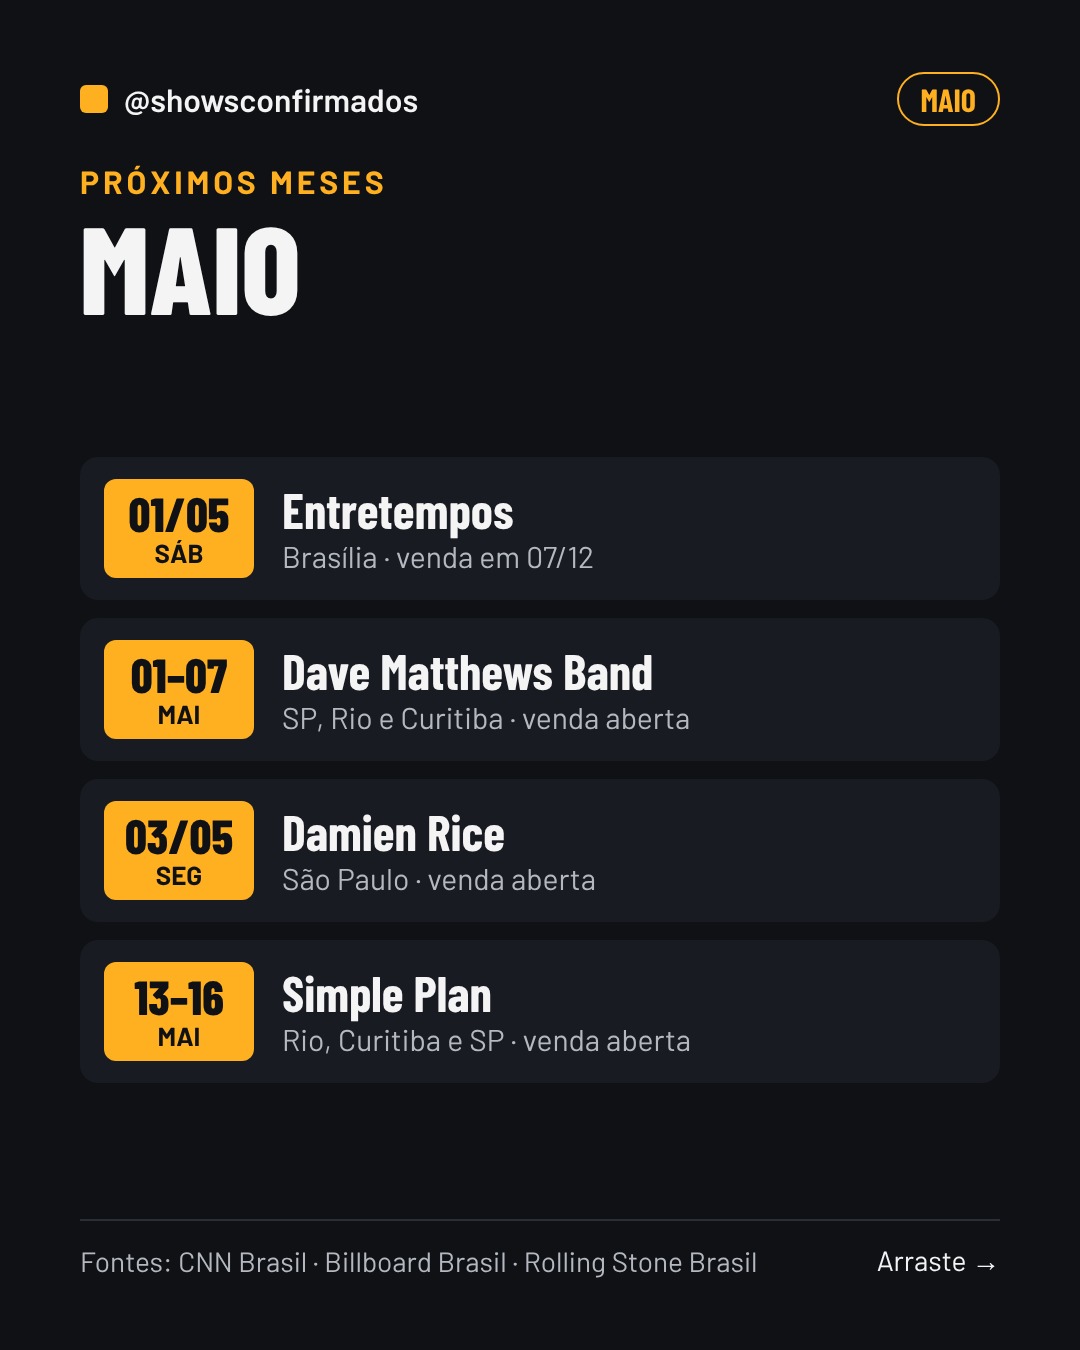 @showsconfirmados
MAIO
PRÓXIMOS MESES
MAIO
01/05
SÁB
Entretempos
Brasília · venda em 07/12
01–07
MAI
Dave Matthews Band
SP, Rio e Curitiba · venda aberta
03/05
SEG
Damien Rice
São Paulo · venda aberta
13–16
MAI
Simple Plan
Rio, Curitiba e SP · venda aberta
Fontes: CNN Brasil · Billboard Brasil · Rolling Stone Brasil
Arraste →